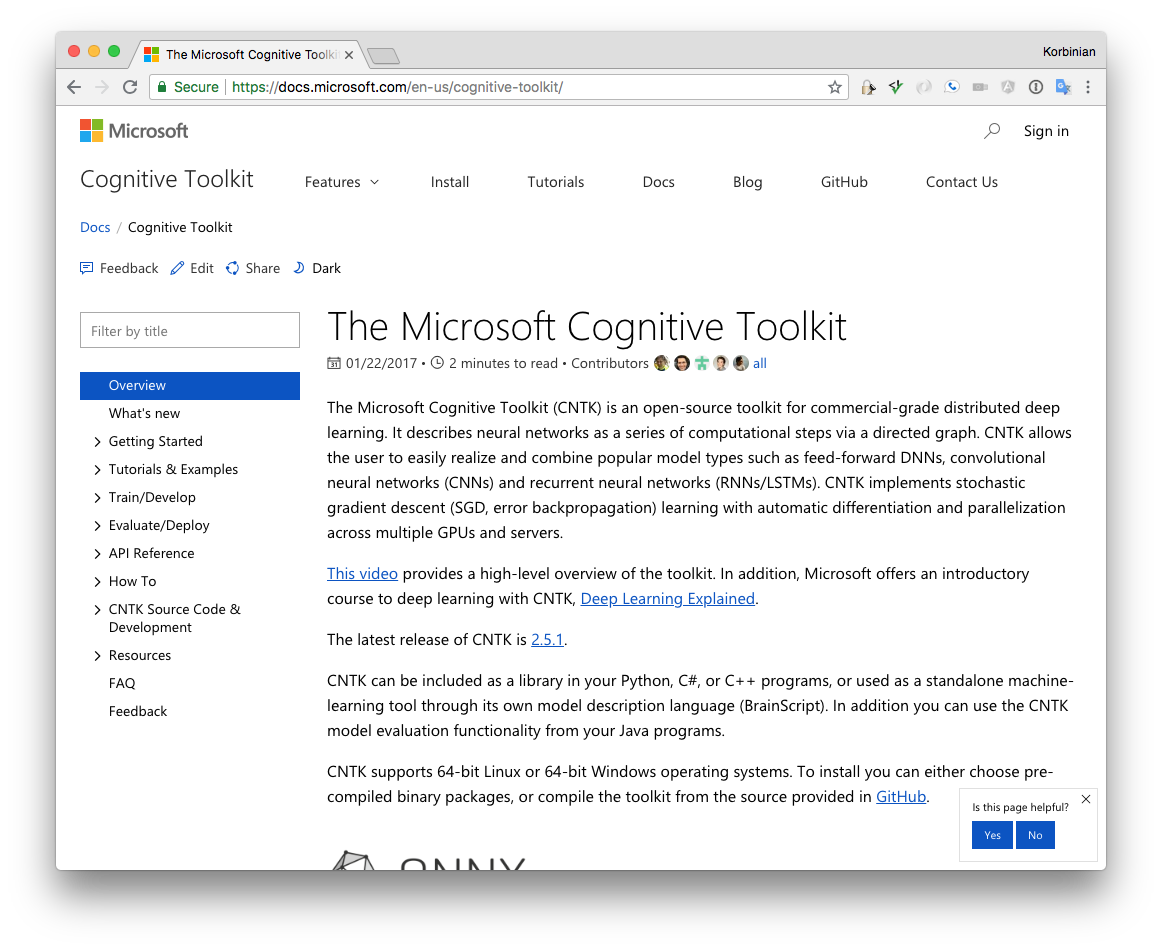 The Microsoft Cognitive Toolki
Korbinian
Secure https://docs.microsoft.com/en-us/cognitive-toolkit/
Microsoft
Sign in
Cognitive Toolkit Features Install Tutorials Docs Blog GitHub Contact Us
Docs / Cognitive Toolkit
Feedback Edit Share Dark
Filter by title
Overview
What's new
Getting Started
Tutorials & Examples
Train/Develop
Evaluate/Deploy
API Reference
How To
CNTK Source Code &
Development
Resources
FAQ
Feedback
The Microsoft Cognitive Toolkit
01/22/2017 • 2 minutes to read • Contributors all
The Microsoft Cognitive Toolkit (CNTK) is an open-source toolkit for commercial-grade distributed deep
learning. It describes neural networks as a series of computational steps via a directed graph. CNTK allows
the user to easily realize and combine popular model types such as feed-forward DNNs, convolutional
neural networks (CNNs) and recurrent neural networks (RNNs/LSTMs). CNTK implements stochastic
gradient descent (SGD, error backpropagation) learning with automatic differentiation and parallelization
across multiple GPUs and servers.
This video provides a high-level overview of the toolkit. In addition, Microsoft offers an introductory
course to deep learning with CNTK, Deep Learning Explained.
The latest release of CNTK is 2.5.1.
CNTK can be included as a library in your Python, C#, or C++ programs, or used as a standalone machine-
learning tool through its own model description language (BrainScript). In addition you can use the CNTK
model evaluation functionality from your Java programs.
CNTK supports 64-bit Linux or 64-bit Windows operating systems. To install you can either choose pre-
compiled binary packages, or compile the toolkit from the source provided in GitHub.
Is this page helpful?
Yes No